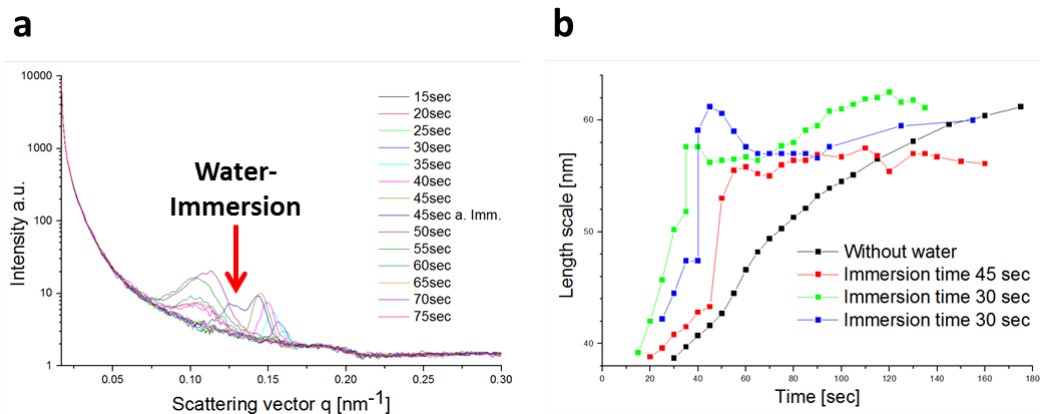 a
10000
1000
100
10
1
Intensity a.u.
0.05
0.10
0.15
0.20
0.25
0.30
Scattering vector q [nm-1]
Water-
Immersion
15sec
20sec
25sec
30sec
35sec
40sec
45sec
45sec a. Imm.
50sec
55sec
60sec
65sec
70sec
75sec
b
60
50
40
Length scale [nm]
0
20
40
60
80
100
120
140
160
180
Time [sec]
Without water
Immersion time 45 sec
Immersion time 30 sec
Immersion time 30 sec